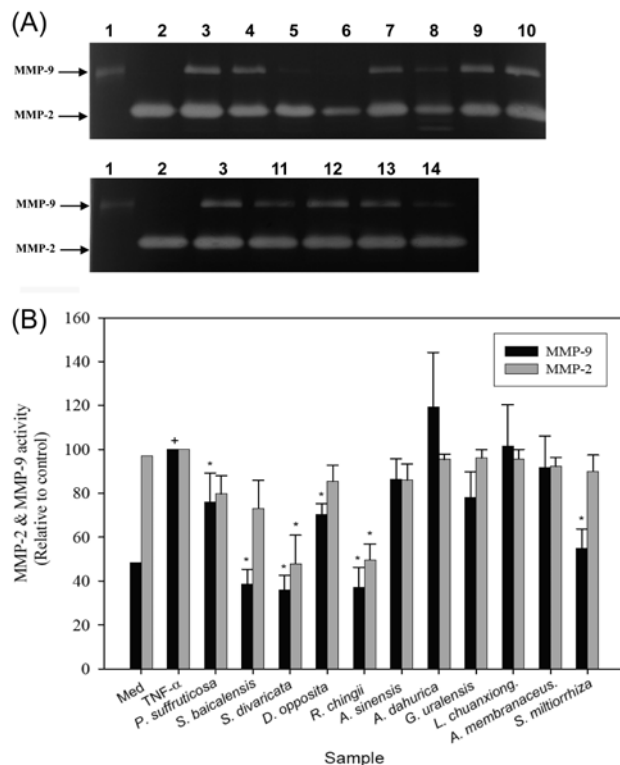 (A)
1 2 3 4 5 6 7 8 9 10
MMP-9
MMP-2
1 2 3 11 12 13 14
MMP-9
MMP-2
(B)
160
140
120
100
80
60
40
20
0
MMP-2 & MMP-9 activity
(Relative to control)
MMP-9
MMP-2
+
*
*
*
*
*
*
*
*
Med
TNF-α
P. suffruticosa
S. baicalensis
S. divaricata
D. opposita
R. chingii
A. sinensis
A. dahurica
G. uralensis
L. chuanxiong.
A. membranaceus.
S. miltiorrhiza
Sample